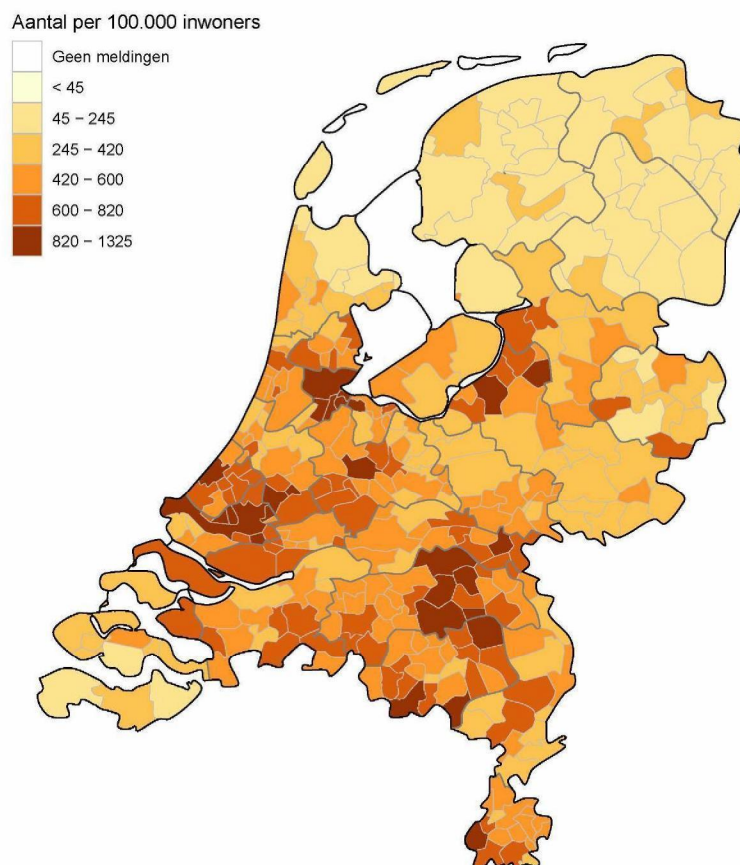 Aantal per 100.000 inwoners
Geen meldingen
< 45
45 − 245
245 − 420
420 − 600
600 − 820
820 − 1325